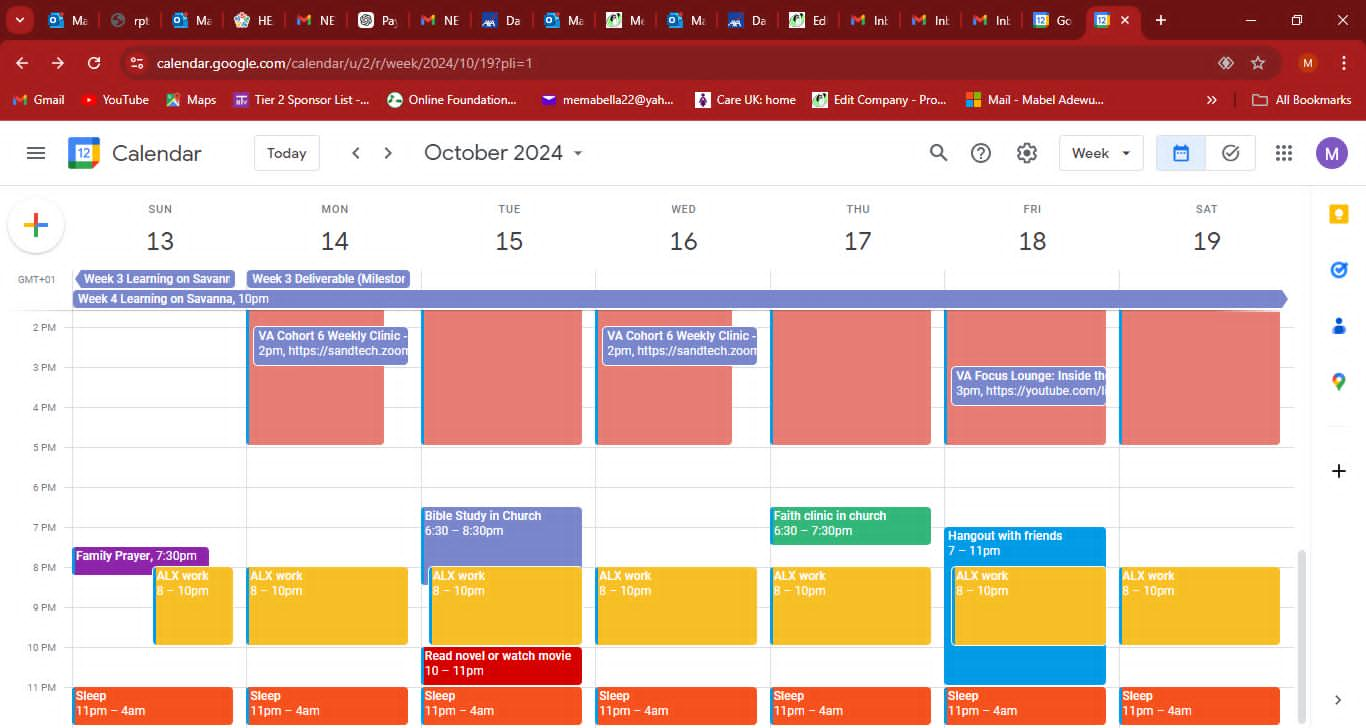 Ma
rpt
Ma
HE
NE
Pay
NE
Da
Ma
Me
Ma
Da
Ed
Inb
Inb
Inb
Go
calendar.google.com/calendar/u/2/r/week/2024/10/19?pli=1
M
Gmail
YouTube
Maps
Tier 2 Sponsor List -...
Online Foundation...
memabella22@yah...
Care UK: home
Edit Company - Pro...
Mail - Mabel Adewu...
All Bookmarks
12
Calendar
Today
October 2024
Week
M
SUN
MON
TUE
WED
THU
FRI
SAT
13
14
15
16
17
18
19
GMT+01
Week 3 Learning on Savann
Week 3 Deliverable (Milestor
Week 4 Learning on Savanna, 10pm
2 PM
VA Cohort 6 Weekly Clinic -
2pm, https://sandtech.zoom
VA Cohort 6 Weekly Clinic -
2pm, https://sandtech.zoom
3 PM
VA Focus Lounge: Inside th
3pm, https://youtube.com/l
4 PM
5 PM
6 PM
Bible Study in Church
6:30 – 8:30pm
Faith clinic in church
6:30 – 7:30pm
7 PM
Hangout with friends
7 – 11pm
Family Prayer, 7:30pm
8 PM
ALX work
8 – 10pm
ALX work
8 – 10pm
ALX work
8 – 10pm
ALX work
8 – 10pm
ALX work
8 – 10pm
ALX work
8 – 10pm
ALX work
8 – 10pm
9 PM
10 PM
Read novel or watch movie
10 – 11pm
11 PM
Sleep
11pm – 4am
Sleep
11pm – 4am
Sleep
11pm – 4am
Sleep
11pm – 4am
Sleep
11pm – 4am
Sleep
11pm – 4am
Sleep
11pm – 4am